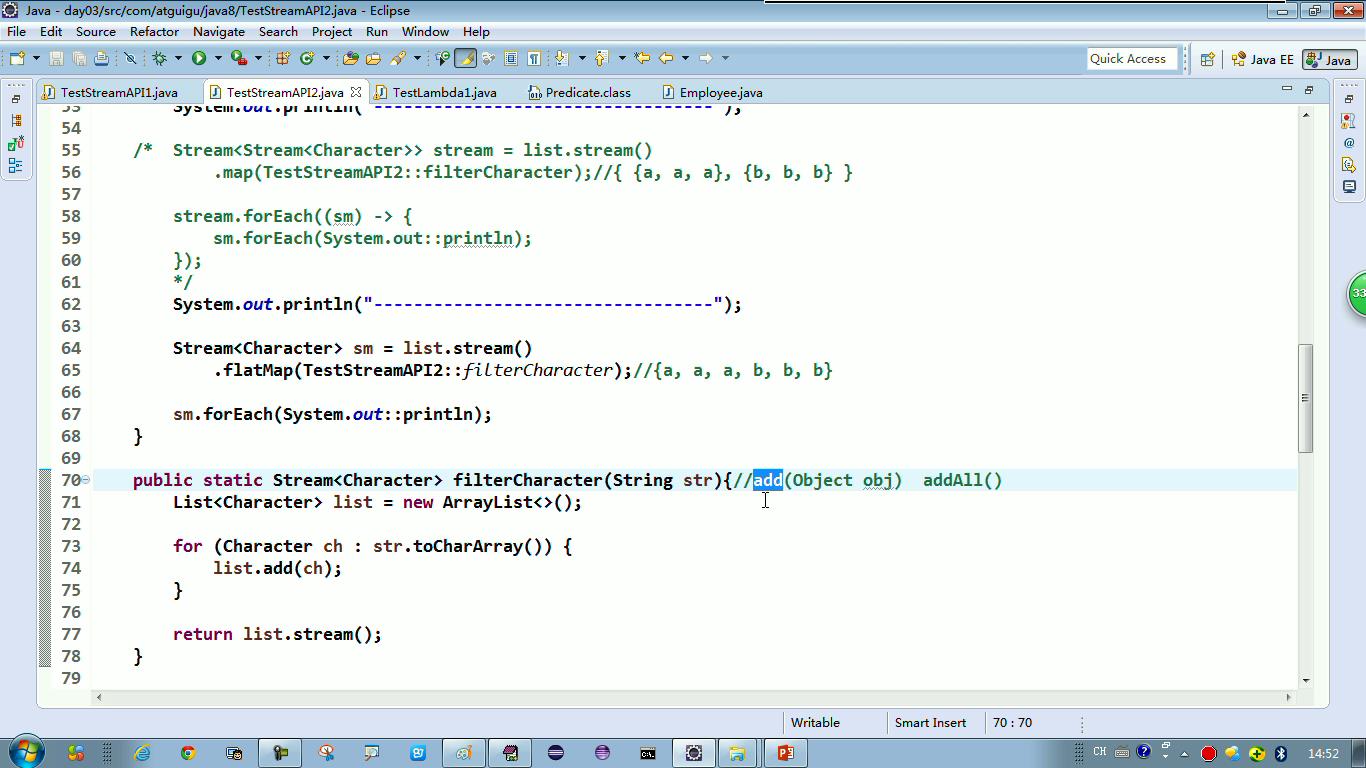 Java - day03/src/com/atguigu/java8/TestStreamAPI2.java - Eclipse
File Edit Source Refactor Navigate Search Project Run Window Help
Quick Access Java EE Java
TestStreamAPI1.java TestStreamAPI2.java TestLambda1.java Predicate.class Employee.java
53 System.out.println("----------------------------------");
54
55 /* Stream<Stream<Character>> stream = list.stream()
56 .map(TestStreamAPI2::filterCharacter);//{ {a, a, a}, {b, b, b} }
57
58 stream.forEach((sm) -> {
59 sm.forEach(System.out::println);
60 });
61 */
62 System.out.println("----------------------------------");
63
64 Stream<Character> sm = list.stream()
65 .flatMap(TestStreamAPI2::filterCharacter);//{a, a, a, b, b, b}
66
67 sm.forEach(System.out::println);
68 }
69
70 public static Stream<Character> filterCharacter(String str){//add(Object obj) addAll()
71 List<Character> list = new ArrayList<>();
72
73 for (Character ch : str.toCharArray()) {
74 list.add(ch);
75 }
76
77 return list.stream();
78 }
79
33
Writable Smart Insert 70 : 70
CH 14:52